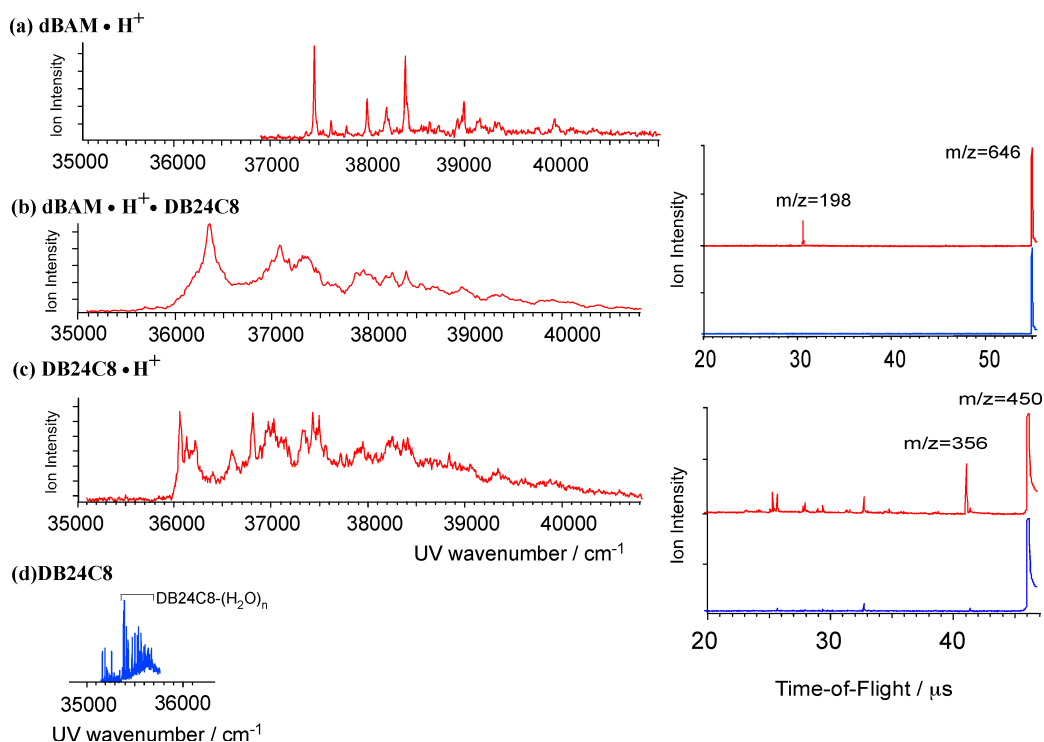 (a) dBAM • H+
Ion Intensity
35000 36000 37000 38000 39000 40000
(b) dBAM • H+ • DB24C8
Ion Intensity
35000 36000 37000 38000 39000 40000
(c) DB24C8 • H+
Ion Intensity
35000 36000 37000 38000 39000 40000
UV wavenumber / cm-1
(d)DB24C8
DB24C8-(H2O)n
35000 36000
UV wavenumber / cm-1
m/z=646
m/z=198
Ion Intensity
20 30 40 50
m/z=450
m/z=356
Ion Intensity
20 30 40
Time-of-Flight / μs